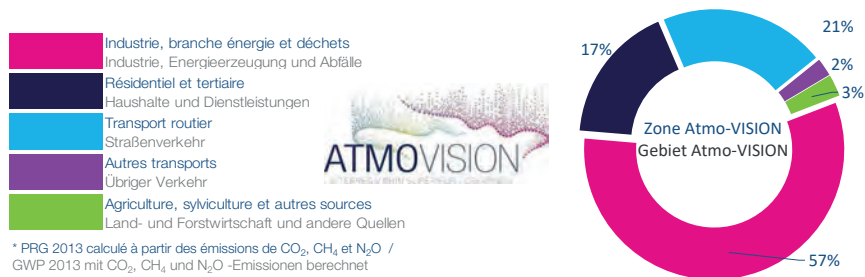 Industrie, branche énergie et déchets
Industrie, Energieerzeugung und Abfälle
Résidentiel et tertiaire
Haushalte und Dienstleistungen
Transport routier
Straßenverkehr
Autres transports
Übriger Verkehr
Agriculture, sylviculture et autres sources
Land- und Forstwirtschaft und andere Quellen
* PRG 2013 calculé à partir des émissions de CO₂, CH₄ et N₂O /
GWP 2013 mit CO₂, CH₄ und N₂O -Emissionen berechnet
ATMOVISION
17%
21%
2%
3%
Zone Atmo-VISION
Gebiet Atmo-VISION
57%